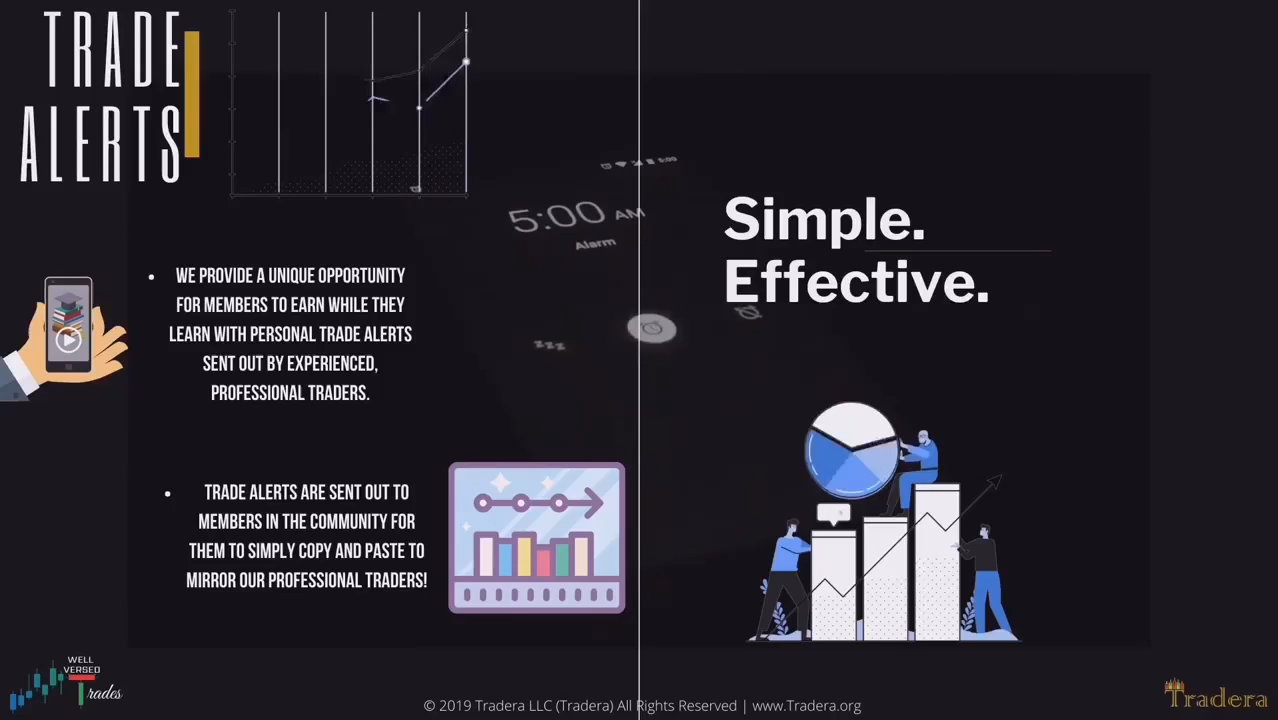 TRADE
ALERTS
5:00
5:00 AM
Alarm
zzz
• WE PROVIDE A UNIQUE OPPORTUNITY
FOR MEMBERS TO EARN WHILE THEY
LEARN WITH PERSONAL TRADE ALERTS
SENT OUT BY EXPERIENCED,
PROFESSIONAL TRADERS.
• TRADE ALERTS ARE SENT OUT TO
MEMBERS IN THE COMMUNITY FOR
THEM TO SIMPLY COPY AND PASTE TO
MIRROR OUR PROFESSIONAL TRADERS!
Simple.
Effective.
WELL
VERSED
Trades
© 2019 Tradera LLC (Tradera) All Rights Reserved | www.Tradera.org
Tradera